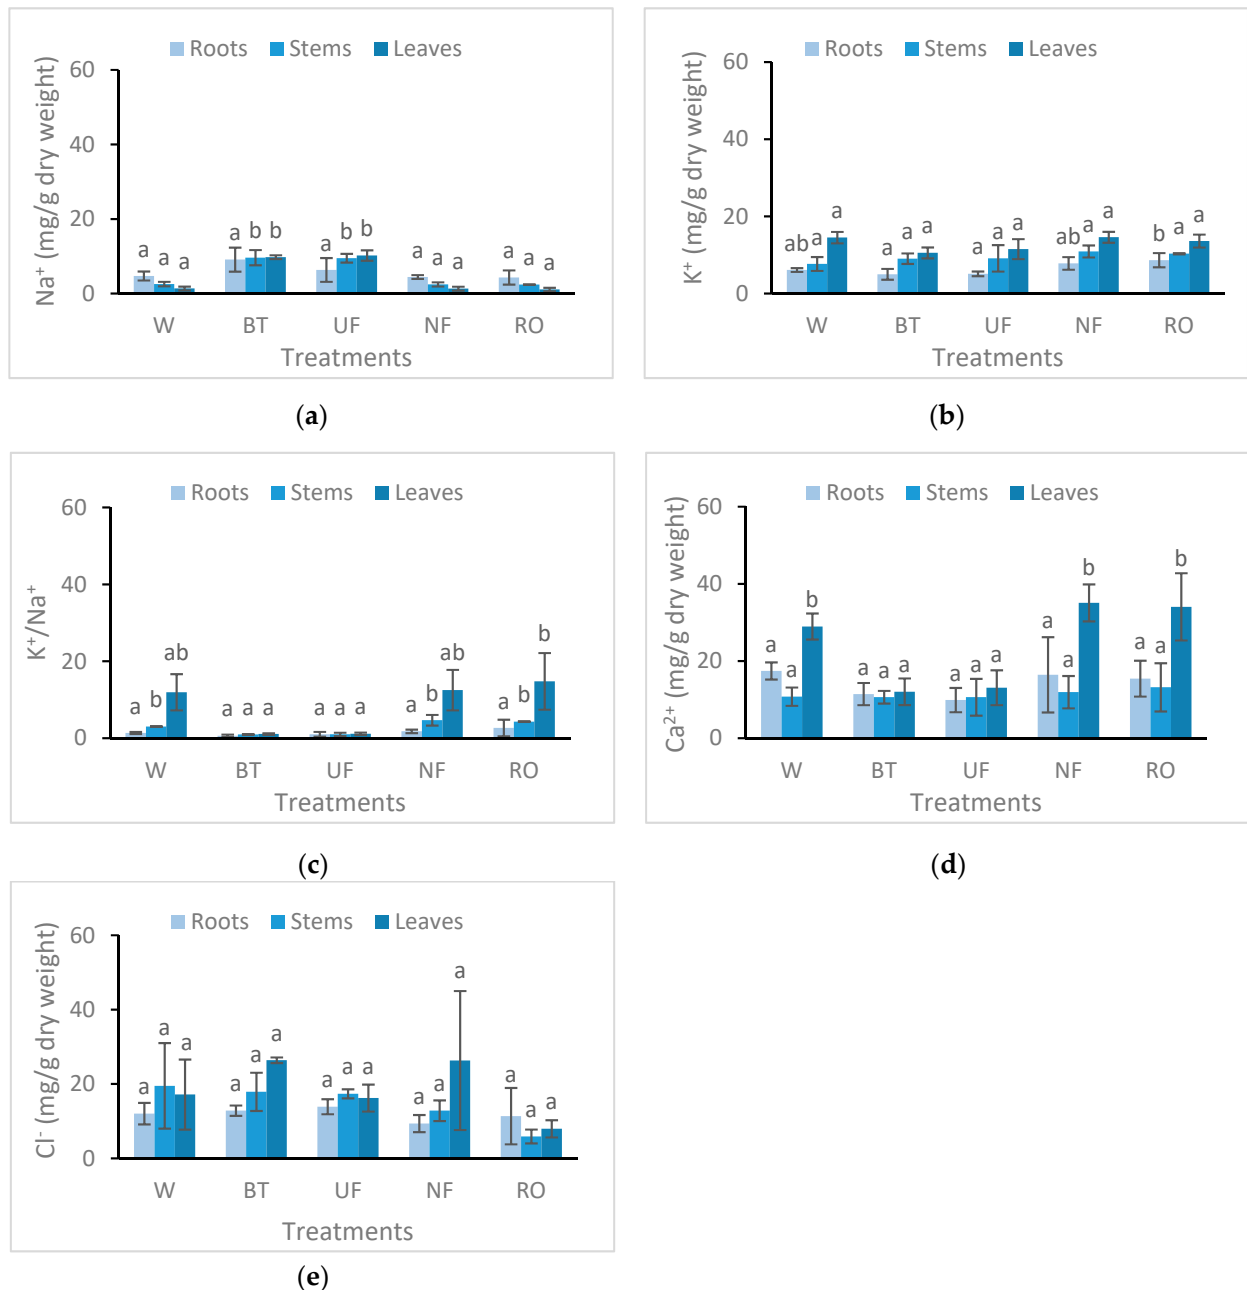 Roots Stems Leaves
Na⁺ (mg/g dry weight)
60
40
20
0
a a a a b b a b b a a a a a a
W BT UF NF RO
Treatments
(a)
Roots Stems Leaves
K⁺ (mg/g dry weight)
60
40
20
0
ab a a a a a a a a ab a a b a a
W BT UF NF RO
Treatments
(b)
Roots Stems Leaves
K⁺/Na⁺
60
40
20
0
a b ab a a a a a a a b ab a b b
W BT UF NF RO
Treatments
(c)
Roots Stems Leaves
Ca²⁺ (mg/g dry weight)
60
40
20
0
a a b a a a a a a a a b a a b
W BT UF NF RO
Treatments
(d)
Roots Stems Leaves
Cl⁻ (mg/g dry weight)
60
40
20
0
a a a a a a a a a a a a a a a
W BT UF NF RO
Treatments
(e)